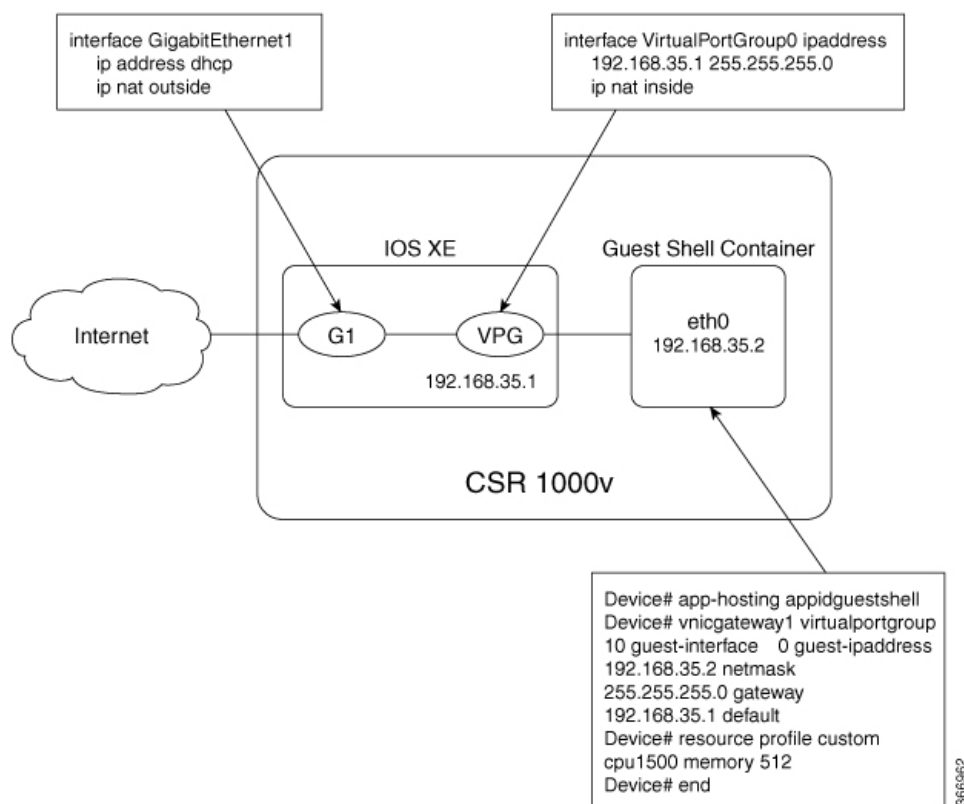 interface GigabitEthernet1
ip address dhcp
ip nat outside
interface VirtualPortGroup0 ipaddress
192.168.35.1 255.255.255.0
ip nat inside
IOS XE
Guest Shell Container
Internet
G1
VPG
192.168.35.1
eth0
192.168.35.2
CSR 1000v
Device# app-hosting appidguestshell
Device# vnicgateway1 virtualportgroup
10 guest-interface 0 guest-ipaddress
192.168.35.2 netmask
255.255.255.0 gateway
192.168.35.1 default
Device# resource profile custom
cpu1500 memory 512
Device# end
366962